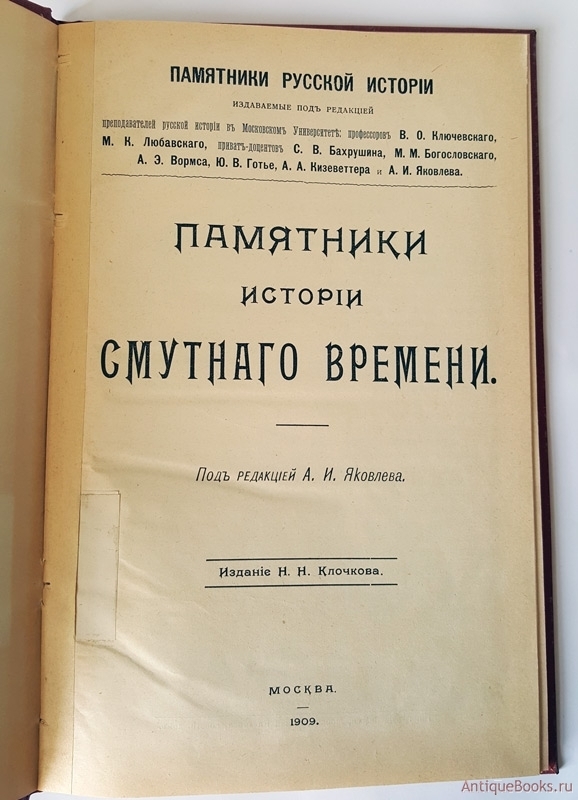 ПАМЯТНИКИ РУССКОЙ ИСТОРІИ
ИЗДАВАЕМЫЕ ПОДЪ РЕДАКЦІЕЙ
преподавателей русской исторіи въ Московскомъ Университетѣ: профессоровъ В. О. Ключевскаго,
М. К. Любавскаго, приватъ-доцентовъ С. В. Бахрушина, М. М. Богословскаго,
А. Э. Вормса, Ю. В. Готье, А. А. Кизеветтера и А. И. Яковлева.
ПАМЯТНИКИ
ИСТОРІИ
СМУТНАГО ВРЕМЕНИ.
Подъ редакціей А. И. Яковлева.
Изданіе Н. Н. Клочкова.
МОСКВА.
1909.
AntiqueBooks.ru